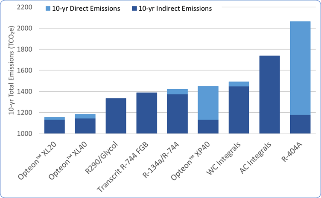 10-yr Direct Emissions
10-yr Indirect Emissions
10-yr Total Emissions (TCO₂e)
2200
2000
1800
1600
1400
1200
1000
Opteon™ XL20
Opteon™ XL40
R290/Glycol
Transcrit R-744 FGB
R-134a/R-744
Opteon™ XP40
WC Integrals
AC Integrals
R-404A